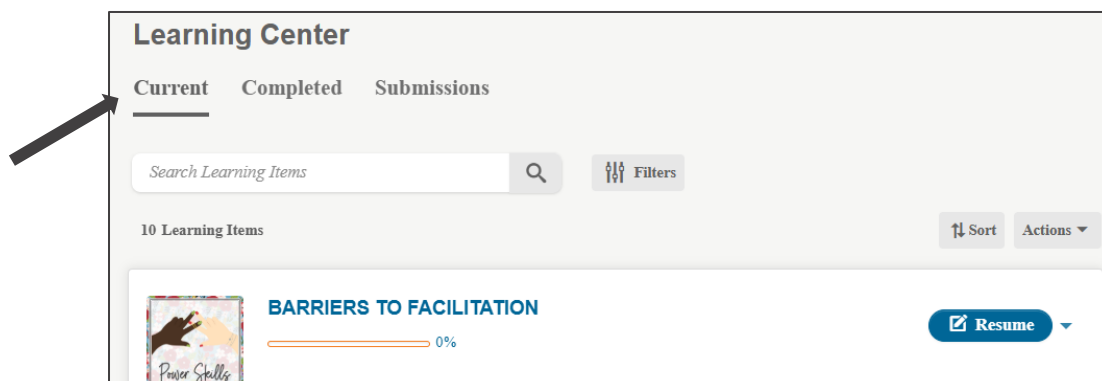 Learning Center
Current Completed Submissions
Search Learning Items
Filters
10 Learning Items
Sort Actions
BARRIERS TO FACILITATION
0%
Resume
Power Skills